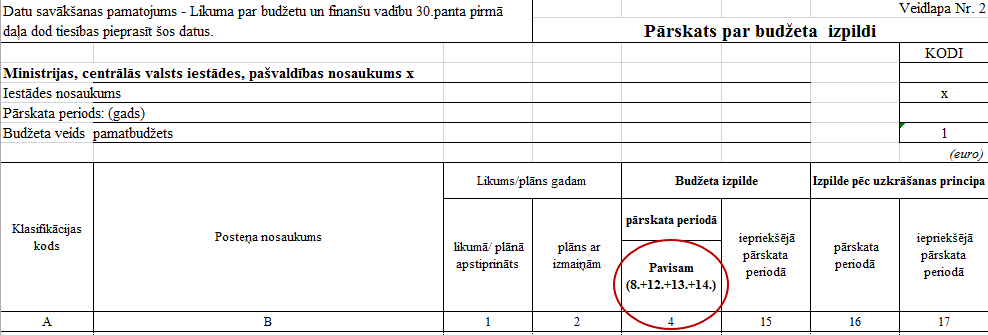 Datu savākšanas pamatojums - Likuma par budžetu un finanšu vadību 30.panta pirmā
daļa dod tiesības pieprasīt šos datus.
Veidlapa Nr. 2
Pārskats par budžeta izpildi
KODI
Ministrijas, centrālās valsts iestādes, pašvaldības nosaukums x
Iestādes nosaukums x
Pārskata periods: (gads)
Budžeta veids pamatbudžets 1
(euro)
Klasifikācijas
kods
Posteņa nosaukums
Likums/plāns gadam
likumā/ plānā
apstiprināts
plāns ar
izmaiņām
Budžeta izpilde
pārskata periodā
Pavisam
(8.+12.+13.+14.)
iepriekšējā
pārskata
periodā
Izpilde pēc uzkrāšanas principa
pārskata
periodā
iepriekšējā
pārskata
periodā
A B 1 2 4 15 16 17